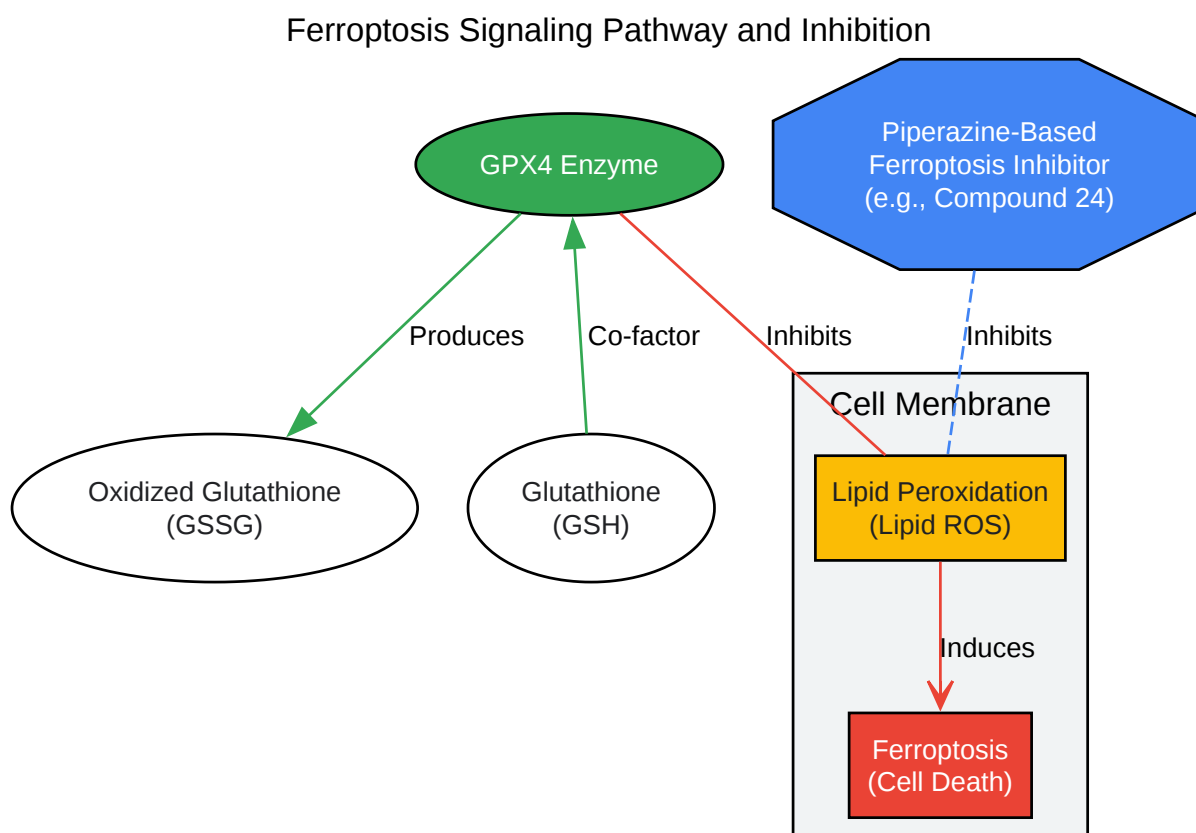 Ferroptosis Signaling Pathway and Inhibition
GPX4 Enzyme
Piperazine-Based
Ferroptosis Inhibitor
(e.g., Compound 24)
Produces
Co-factor
Inhibits
Inhibits
Cell Membrane
Oxidized Glutathione
(GSSG)
Glutathione
(GSH)
Lipid Peroxidation
(Lipid ROS)
Induces
Ferroptosis
(Cell Death)